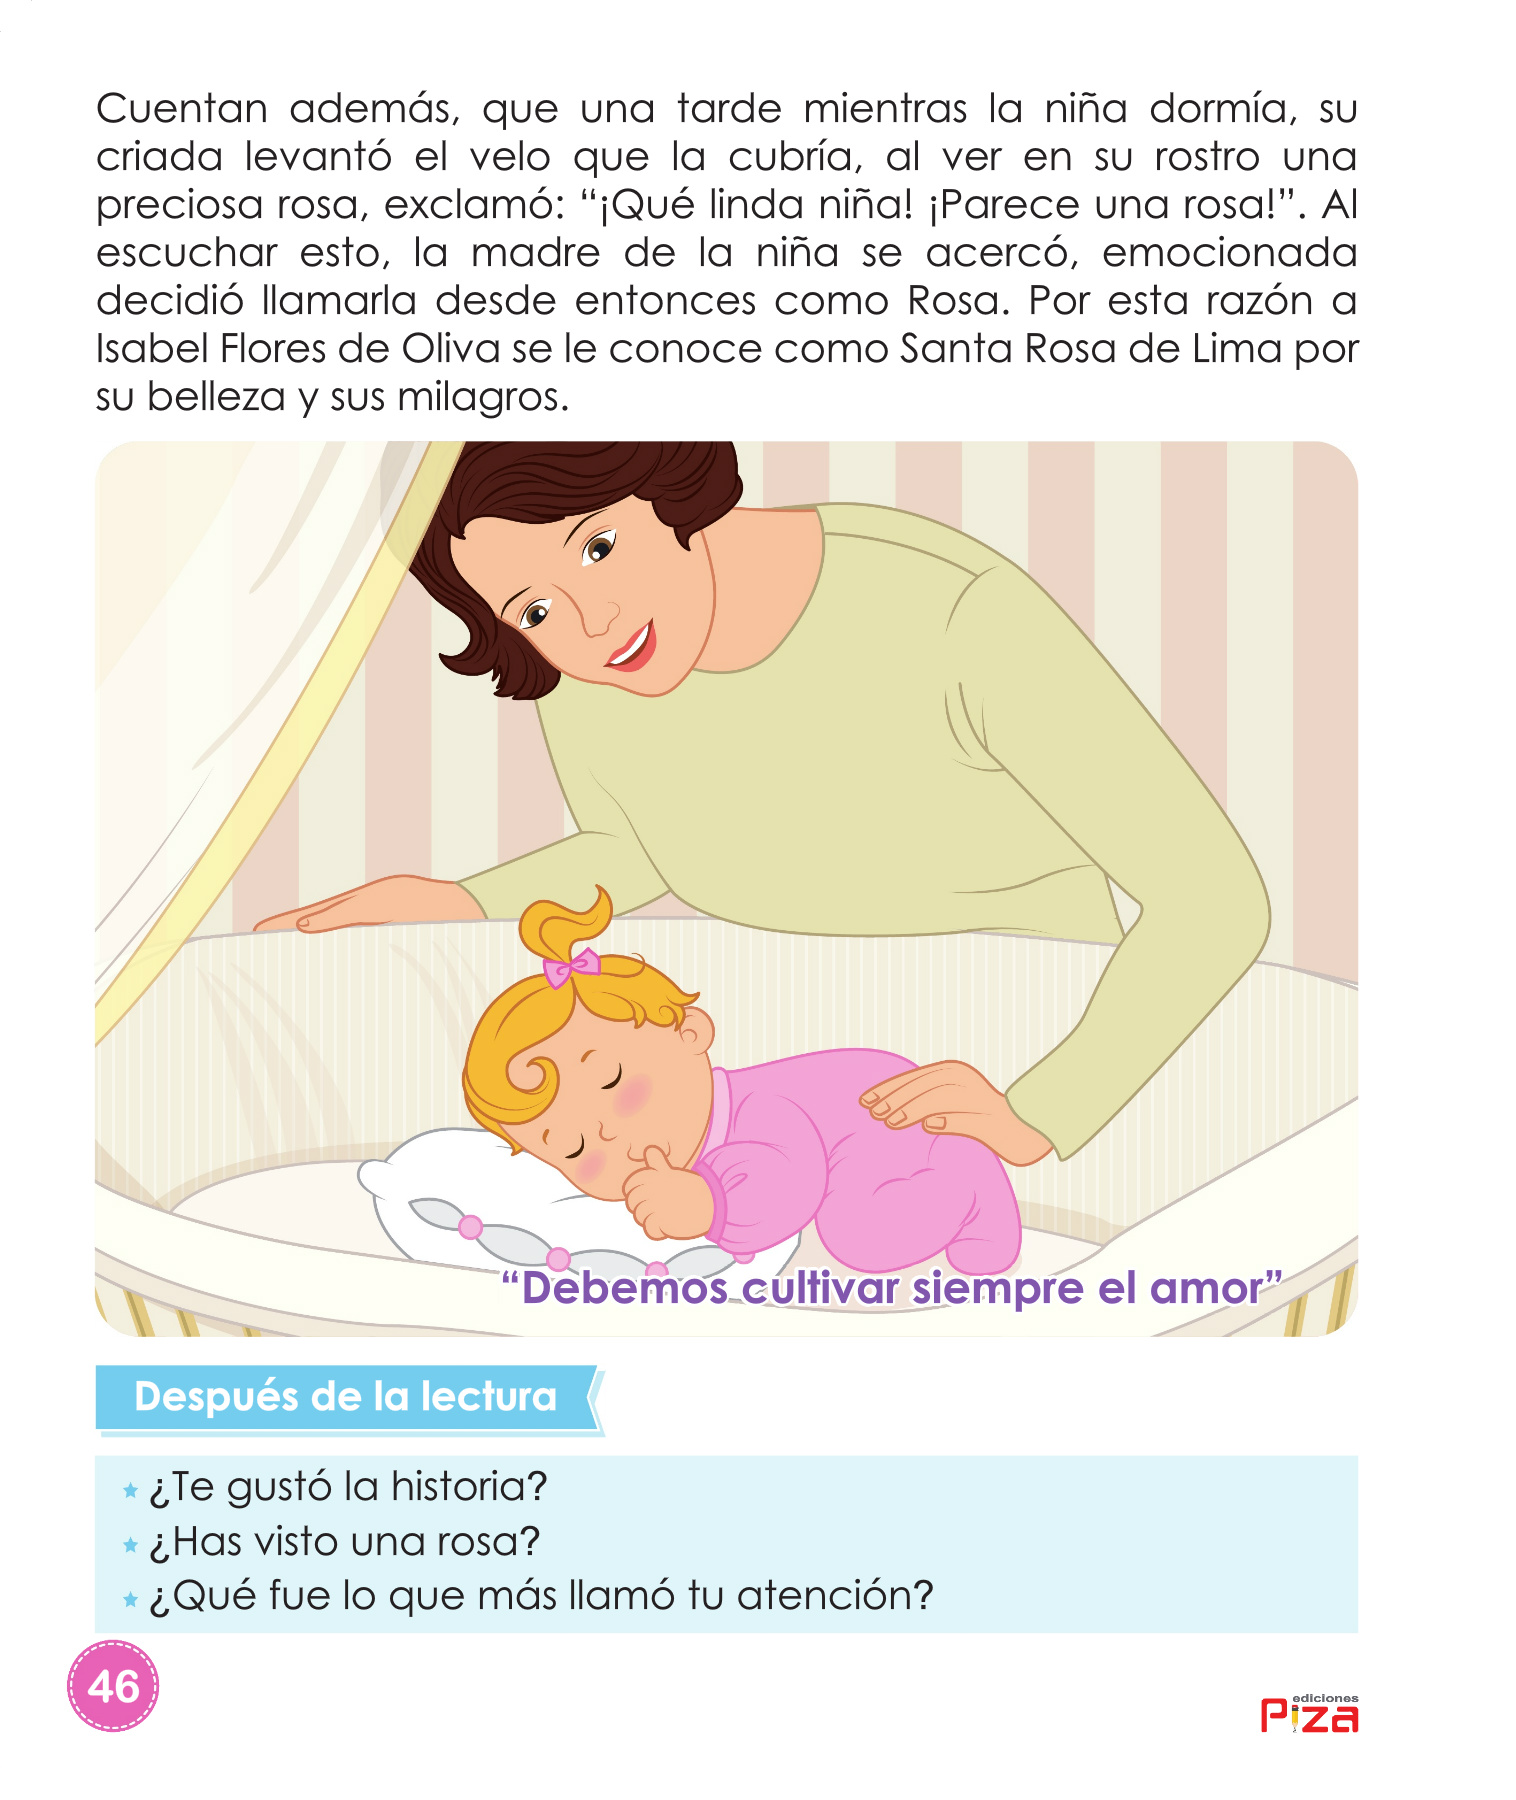 Cuentan además, que una tarde mientras la niña dormía, su
criada levantó el velo que la cubría, al ver en su rostro una
preciosa rosa, exclamó: “¡Qué linda niña! ¡Parece una rosa!”. Al
escuchar esto, la madre de la niña se acercó, emocionada
decidió llamarla desde entonces como Rosa. Por esta razón a
Isabel Flores de Oliva se le conoce como Santa Rosa de Lima por
su belleza y sus milagros.
“Debemos cultivar siempre el amor”
Después de la lectura
¿Te gustó la historia?
¿Has visto una rosa?
¿Qué fue lo que más llamó tu atención?
46
ediciones
Piza